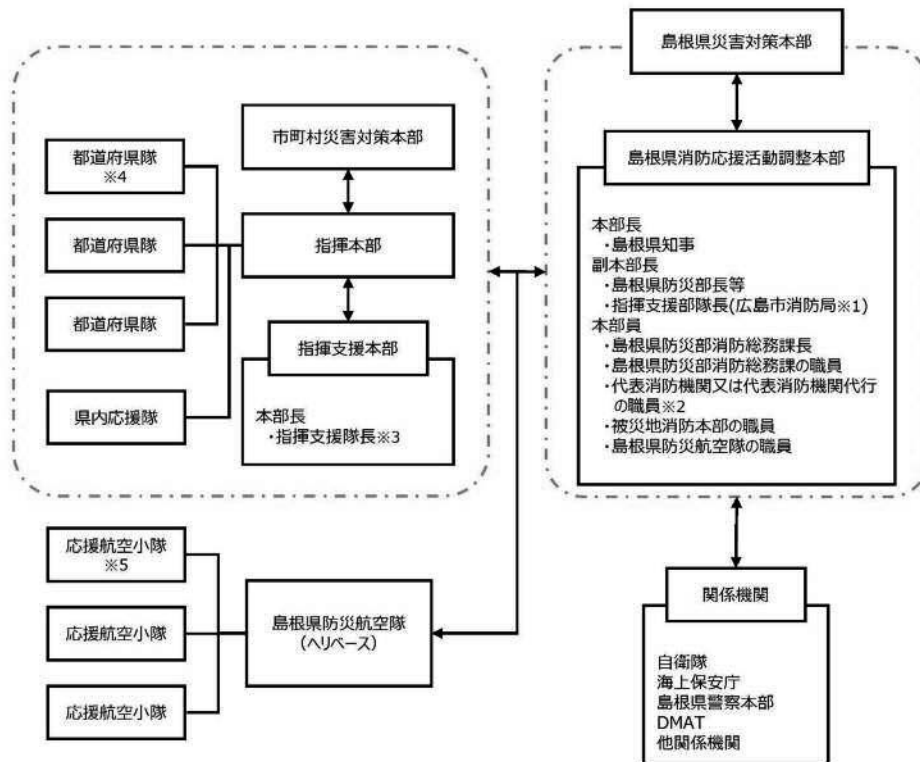 市町村災害対策本部
都道府県隊
※4
都道府県隊
指揮本部
都道府県隊
指揮支援本部
県内応援隊
本部長
・指揮支援隊長※3
応援航空小隊
※5
応援航空小隊
島根県防災航空隊
(ヘリベース)
応援航空小隊
島根県災害対策本部
島根県消防応援活動調整本部
本部長
・島根県知事
副本部長
・島根県防災部長等
・指揮支援部隊長(広島市消防局※1)
本部員
・島根県防災部消防総務課長
・島根県防災部消防総務課の職員
・代表消防機関又は代表消防機関代行
の職員※2
・被災地消防本部の職員
・島根県防災航空隊の職員
関係機関
自衛隊
海上保安庁
島根県警察本部
DMAT
他関係機関